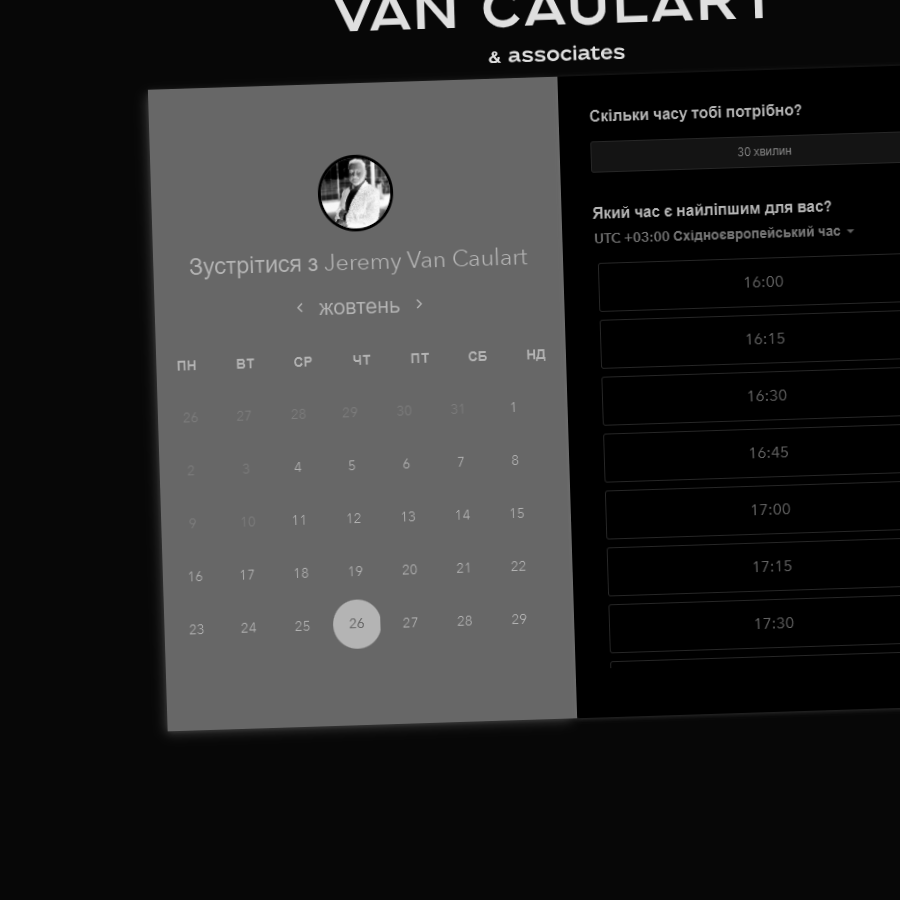 VAN CAULART
& associates
Зустрітися з Jeremy Van Caulart
жовтень
ПН ВТ СР ЧТ ПТ СБ НД
26 27 28 29 30 31 1
2 3 4 5 6 7 8
9 10 11 12 13 14 15
16 17 18 19 20 21 22
23 24 25 26 27 28 29
Скільки часу тобі потрібно?
30 хвилин
Який час є найліпшим для вас?
UTC +03:00 Східноєвропейський час
16:00
16:15
16:30
16:45
17:00
17:15
17:30